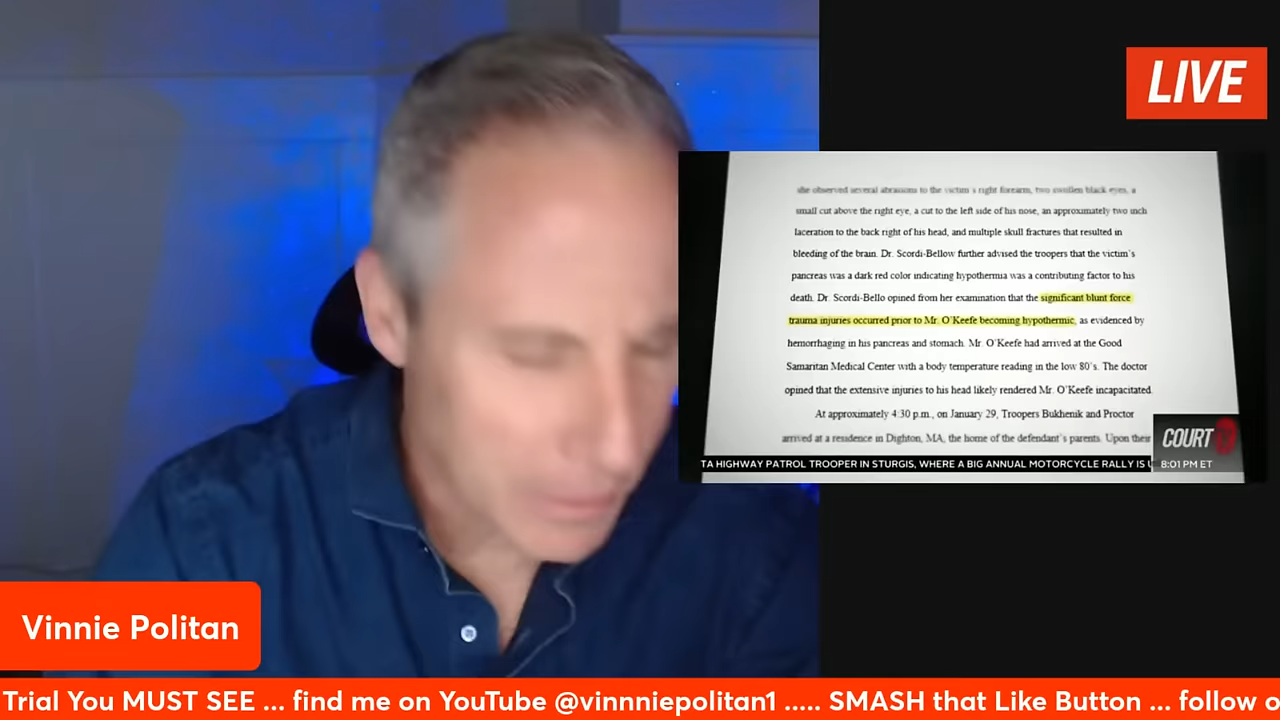 LIVE
she observed several abrasions to the victim's right forearm, two swollen black eyes, a
small cut above the right eye, a cut to the left side of his nose, an approximately two inch
laceration to the back right of his head, and multiple skull fractures that resulted in
bleeding of the brain. Dr. Scordi-Bellow further advised the troopers that the victim's
pancreas was a dark red color indicating hypothermia was a contributing factor to his
death. Dr. Scordi-Bello opined from her examination that the significant blunt force
trauma injuries occurred prior to Mr. O'Keefe becoming hypothermic, as evidenced by
hemorrhaging in his pancreas and stomach. Mr. O'Keefe had arrived at the Good
Samaritan Medical Center with a body temperature reading in the low 80's. The doctor
opined that the extensive injuries to his head likely rendered Mr. O'Keefe incapacitated.
At approximately 4:30 p.m., on January 29, Troopers Bukhenik and Proctor
arrived at a residence in Dighton, MA, the home of the defendant's parents. Upon their
COURT TV
TA HIGHWAY PATROL TROOPER IN STURGIS, WHERE A BIG ANNUAL MOTORCYCLE RALLY IS
8:01 PM ET
Vinnie Politan
Trial You MUST SEE ... find me on YouTube @vinnniepolitan1 ..... SMASH that Like Button ... follow o